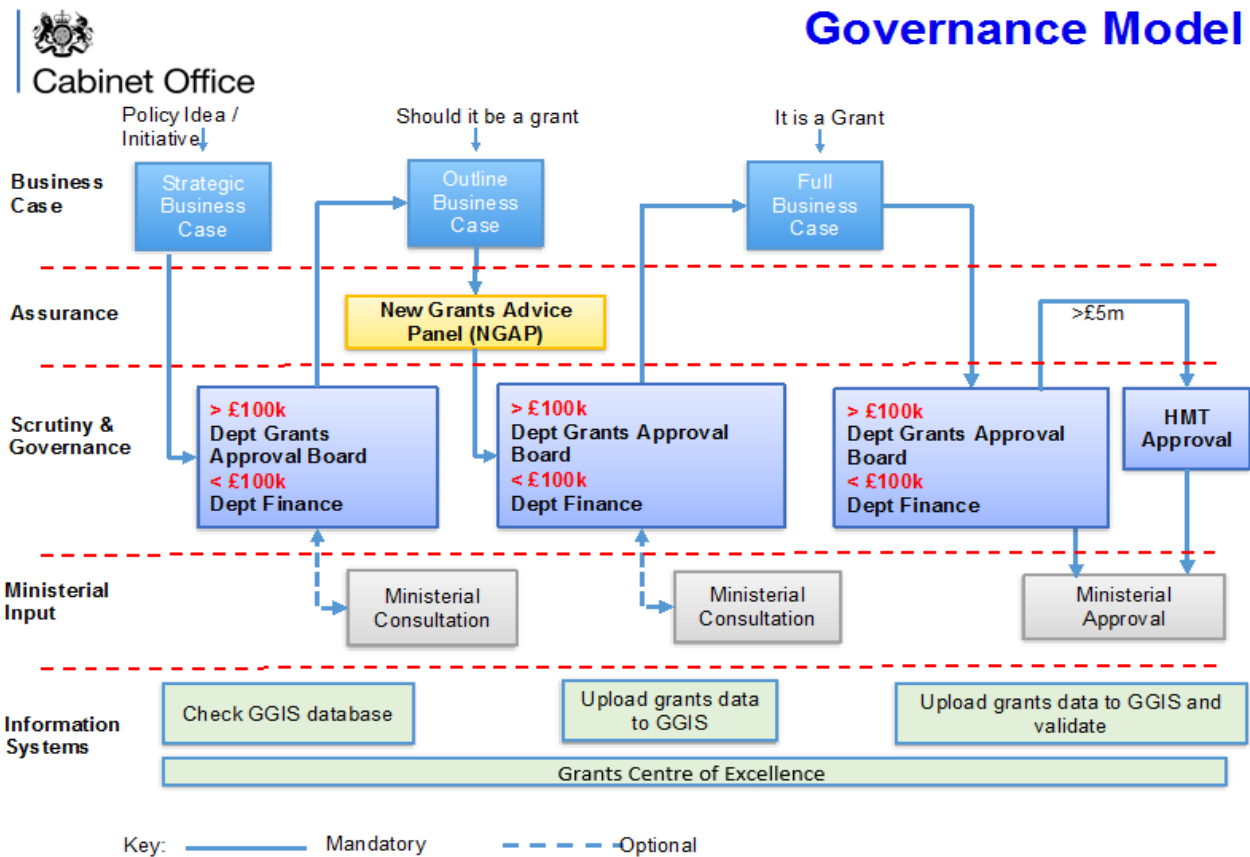 Governance Model
Cabinet Office
Policy Idea /
Initiative
Should it be a grant
It is a Grant
Business
Case
Strategic
Business
Case
Outline
Business
Case
Full
Business
Case
Assurance
New Grants Advice
Panel (NGAP)
>£5m
Scrutiny &
Governance
> £100k
Dept Grants
Approval Board
< £100k
Dept Finance
> £100k
Dept Grants Approval
Board
< £100k
Dept Finance
> £100k
Dept Grants Approval
Board
< £100k
Dept Finance
HMT
Approval
Ministerial
Input
Ministerial
Consultation
Ministerial
Consultation
Ministerial
Approval
Information
Systems
Check GGIS database
Upload grants data
to GGIS
Upload grants data to GGIS and
validate
Grants Centre of Excellence
Key:
Mandatory
Optional